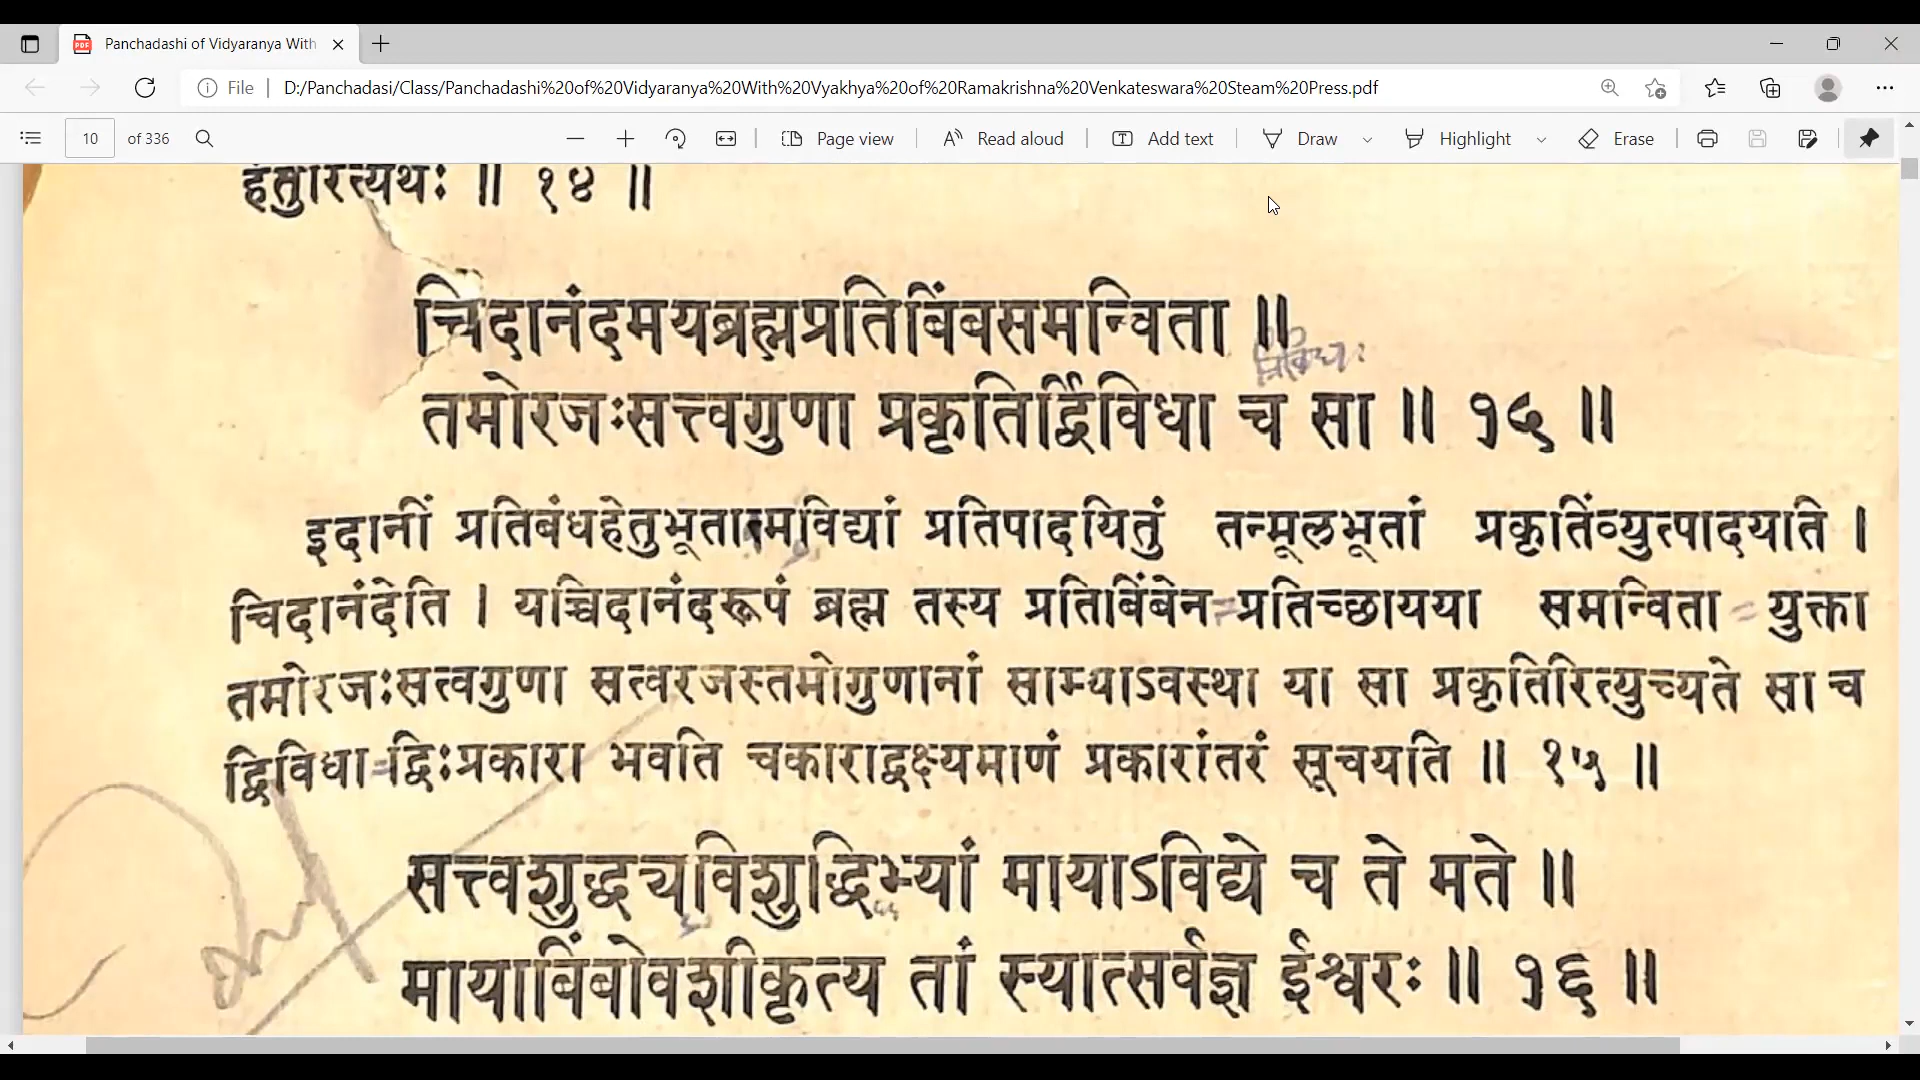 Panchadashi of Vidyaranya With
File D:/Panchadasi/Class/Panchadashi%20of%20Vidyaranya%20With%20Vyakhya%20of%20Ramakrishna%20Venkateswara%20Steam%20Press.pdf
10 of 336 Page view Read aloud Add text Draw Highlight Erase
हेतुरित्यर्थः ॥ १४ ॥
चिदानंदमयब्रह्मप्रतिबिंबसमन्विता ॥
तमोरजःसत्त्वगुणा प्रकृतिर्द्विविधा च सा ॥ १५ ॥
इदानीं प्रतिबंधहेतुभूतामविद्यां प्रतिपादयितुं तन्मूलभूतां प्रकृतिंव्युत्पादयति ।
चिदानंदेति । यच्चिदानंदरूपं ब्रह्म तस्य प्रतिबिंबेन=प्रतिच्छायया समन्विता = युक्ता
तमोरजःसत्वगुणा सत्वरजस्तमोगुणानां साम्याऽवस्था या सा प्रकृतिरित्युच्यते सा च
द्विविधा=द्विःप्रकारा भवति चकाराद्वक्ष्यमाणं प्रकारांतरं सूचयति ॥ १५ ॥
सत्त्वशुद्ध्यविशुद्धिभ्यां मायाऽविद्ये च ते मते ॥
मायाबिंबोवशीकृत्य तां स्यात्सर्वज्ञ ईश्वरः ॥ १६ ॥